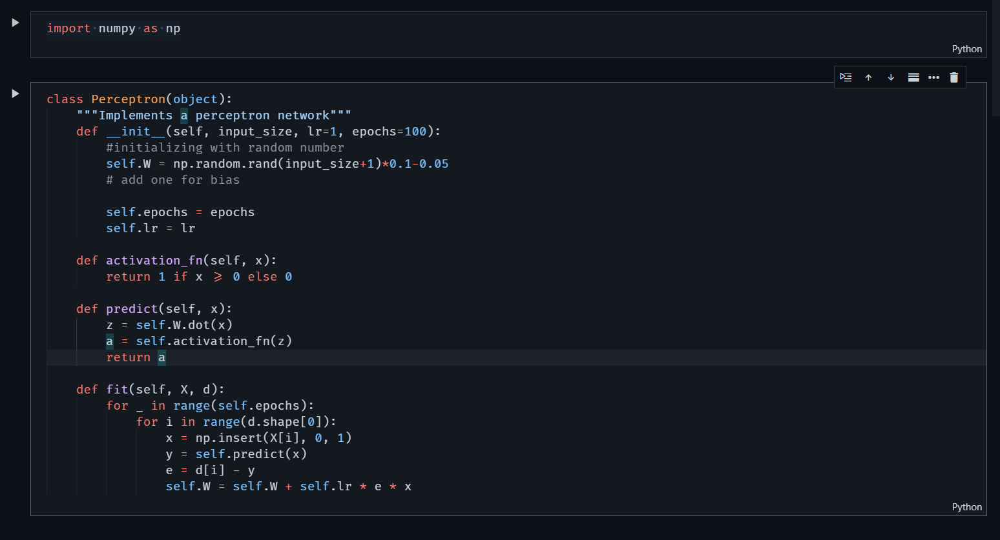 import numpy as np
Python
class Perceptron(object):
    """Implements a perceptron network"""
    def __init__(self, input_size, lr=1, epochs=100):
        #initializing with random number
        self.W = np.random.rand(input_size+1)*0.1-0.05
        # add one for bias

        self.epochs = epochs
        self.lr = lr

    def activation_fn(self, x):
        return 1 if x >= 0 else 0

    def predict(self, x):
        z = self.W.dot(x)
        a = self.activation_fn(z)
        return a

    def fit(self, X, d):
        for _ in range(self.epochs):
            for i in range(d.shape[0]):
                x = np.insert(X[i], 0, 1)
                y = self.predict(x)
                e = d[i] - y
                self.W = self.W + self.lr * e * x
Python